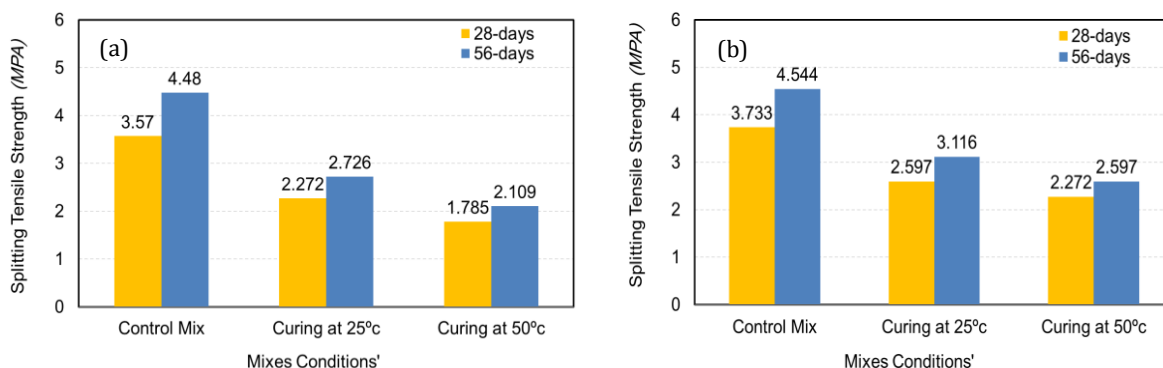 6
(a)
28-days
56-days
5
4.48
4
3.57
3
2.726
2.272
2
2.109
1.785
1
0
Splitting Tensile Strength (MPA)
Control Mix
Curing at 25ºc
Curing at 50ºc
Mixes Conditions'
6
(b)
28-days
56-days
5
4.544
4
3.733
3
3.116
2.597
2.597
2.272
2
1
0
Splitting Tensile Strength (MPA)
Control Mix
Curing at 25ºc
Curing at 50ºc
Mixes Conditions'